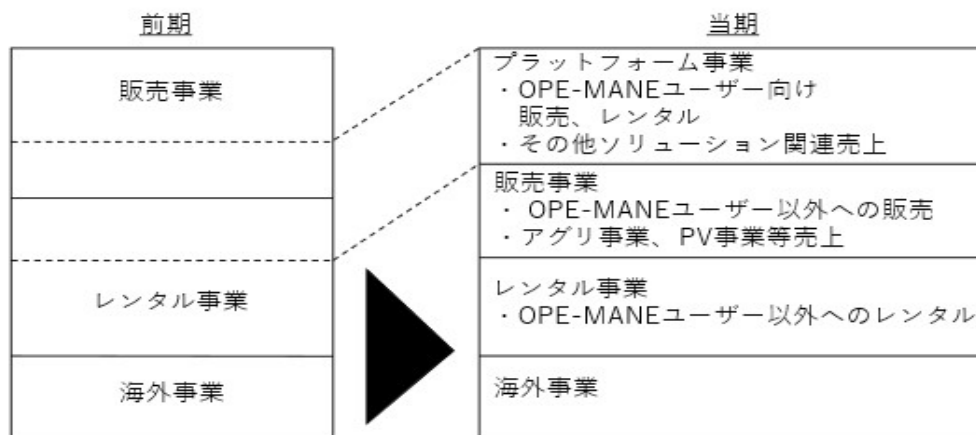 前期
販売事業
レンタル事業
海外事業
当期
プラットフォーム事業
・OPE-MANEユーザー向け
販売、レンタル
・その他ソリューション関連売上
販売事業
・ OPE-MANEユーザー以外への販売
・アグリ事業、PV事業等売上
レンタル事業
・OPE-MANEユーザー以外へのレンタル
海外事業